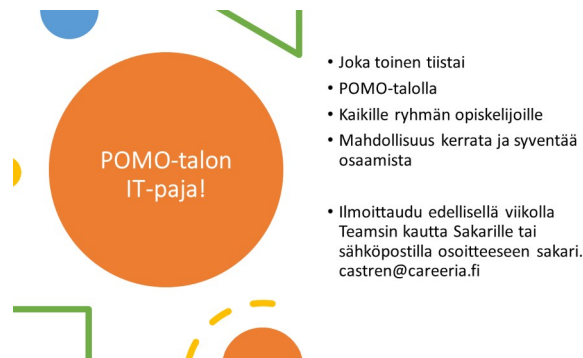 POMO-talon
IT-paja!
• Joka toinen tiistai
• POMO-talolla
• Kaikille ryhmän opiskelijoille
• Mahdollisuus kerrata ja syventää
osaamista
• Ilmoittaudu edellisellä viikolla
Teamsin kautta Sakarille tai
sähköpostilla osoitteeseen sakari.
castren@careeria.fi